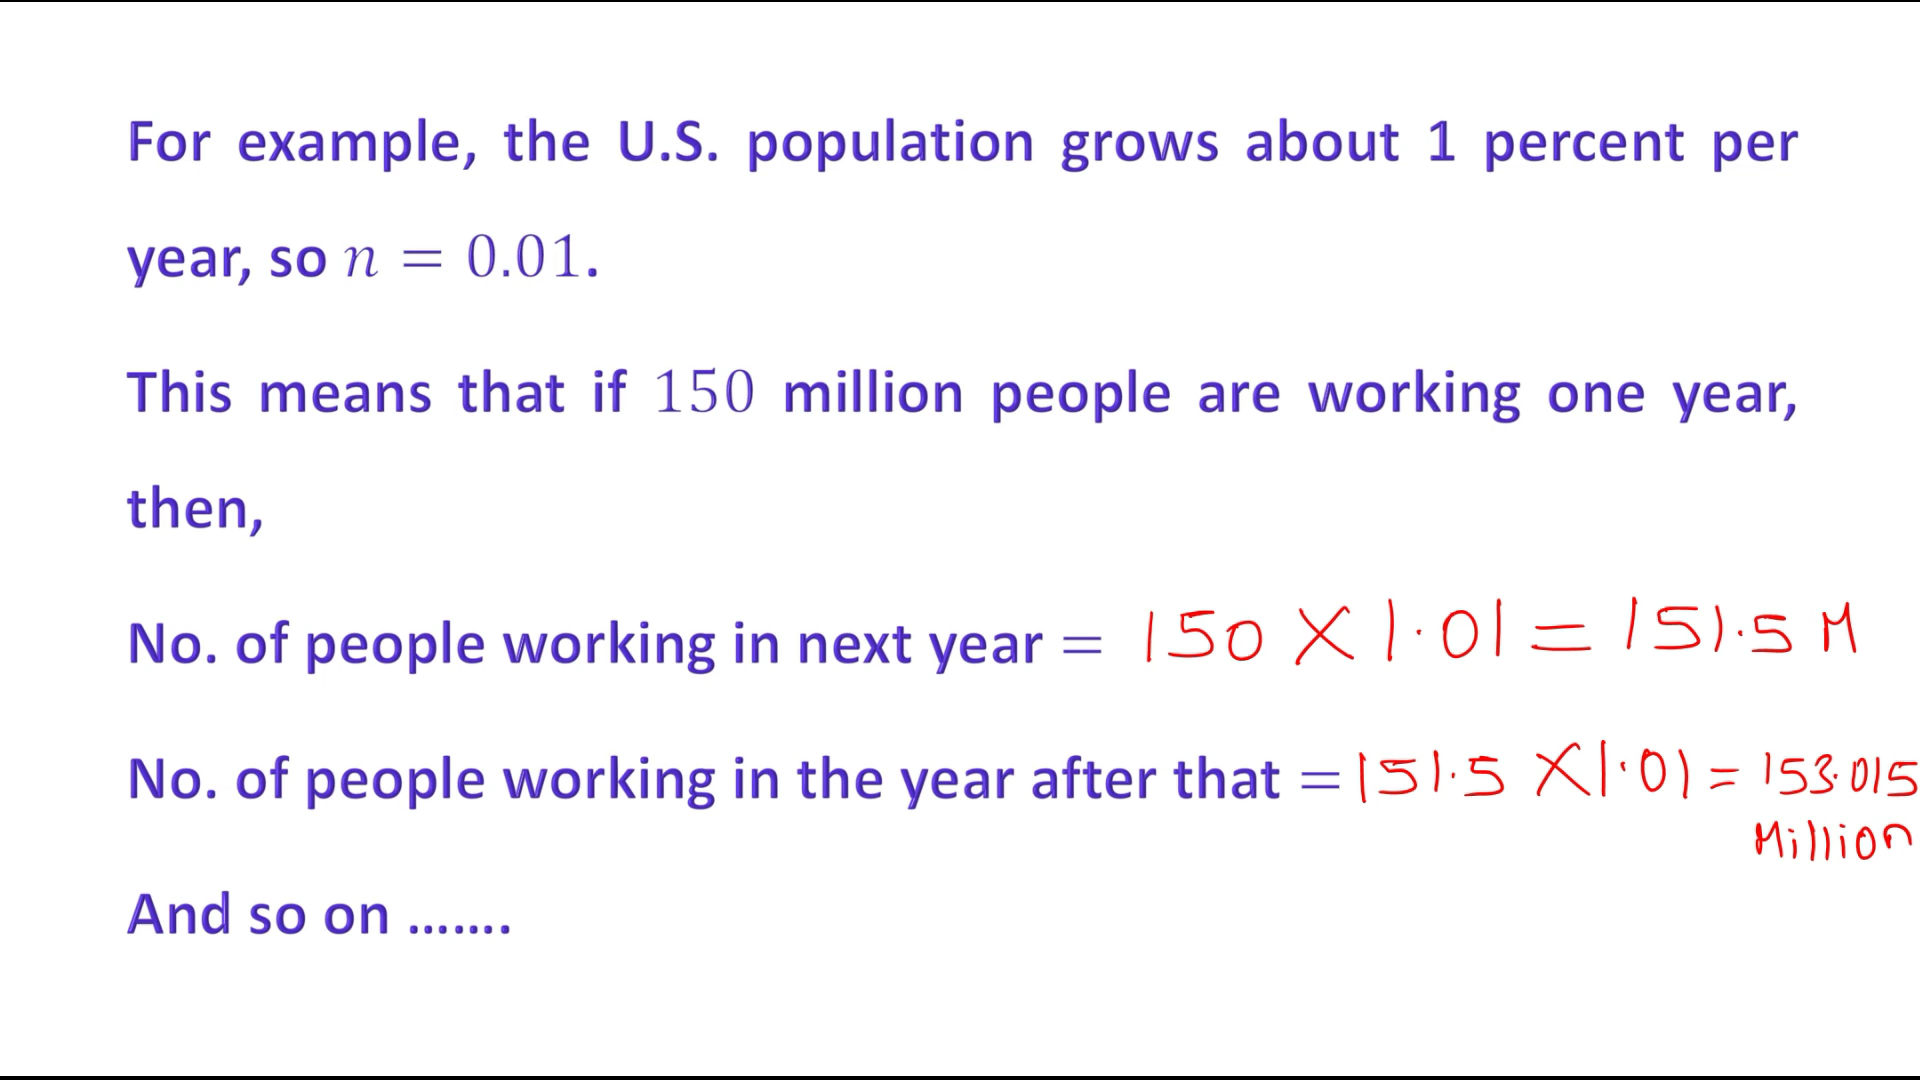 For example, the U.S. population grows about 1 percent per
year, so n = 0.01.
This means that if 150 million people are working one year,
then,
No. of people working in next year = 150 × 1.01 = 151.5 M
No. of people working in the year after that = 151.5 × 1.01 = 153.015
Million
And so on .......